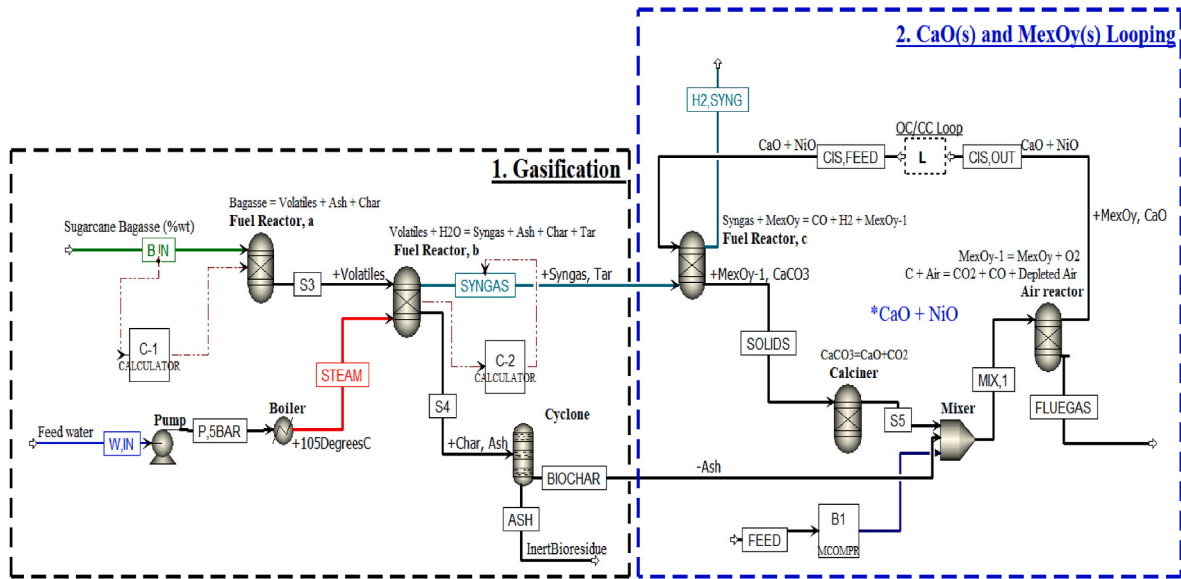 2. CaO(s) and MexOy(s) Looping
H2,SYNG
OC/CC Loop
CaO + NiO
CIS,FEED
L
CIS,OUT
CaO + NiO
+MexOy, CaO
Syngas + MexOy = CO + H2 + MexOy-1
Fuel Reactor, c
+MexOy-1, CaCO3
MexOy-1 = MexOy + O2
C + Air = CO2 + CO + Depleted Air
Air reactor
*CaO + NiO
SOLIDS
CaCO3=CaO+CO2
Calciner
S5
Mixer
MIX,1
FLUEGAS
-Ash
FEED
B1
MCOMPR
1. Gasification
Bagasse = Volatiles + Ash + Char
Fuel Reactor, a
Sugarcane Bagasse (%wt)
B,IN
Volatiles + H2O = Syngas + Ash + Char + Tar
Fuel Reactor, b
+Volatiles
S3
SYNGAS
+Syngas, Tar
C-1
CALCULATOR
STEAM
C-2
CALCULATOR
S4
Feed water
W,IN
Pump
P,5BAR
Boiler
+105DegreesC
Cyclone
+Char, Ash
BIOCHAR
ASH
InertBioresidue